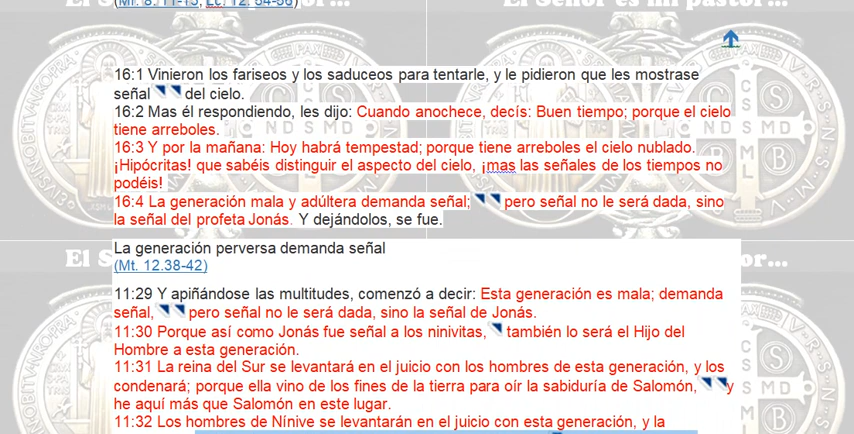 (Mt. 8. 11-13; Lc. 12. 54-56)
El Señor es mi pastor...
16:1 Vinieron los fariseos y los saduceos para tentarle, y le pidieron que les mostrase
señal del cielo.
16:2 Mas él respondiendo, les dijo: Cuando anochece, decís: Buen tiempo; porque el cielo
tiene arreboles.
16:3 Y por la mañana: Hoy habrá tempestad; porque tiene arreboles el cielo nublado.
¡Hipócritas! que sabéis distinguir el aspecto del cielo, ¡mas las señales de los tiempos no
podéis!
16:4 La generación mala y adúltera demanda señal; pero señal no le será dada, sino
la señal del profeta Jonás. Y dejándolos, se fue.
La generación perversa demanda señal
(Mt. 12.38-42)
11:29 Y apiñándose las multitudes, comenzó a decir: Esta generación es mala; demanda
señal, pero señal no le será dada, sino la señal de Jonás.
11:30 Porque así como Jonás fue señal a los ninivitas, también lo será el Hijo del
Hombre a esta generación.
11:31 La reina del Sur se levantará en el juicio con los hombres de esta generación, y los
condenará; porque ella vino de los fines de la tierra para oír la sabiduría de Salomón, y
he aquí más que Salomón en este lugar.
11:32 Los hombres de Nínive se levantarán en el juicio con esta generación, y la